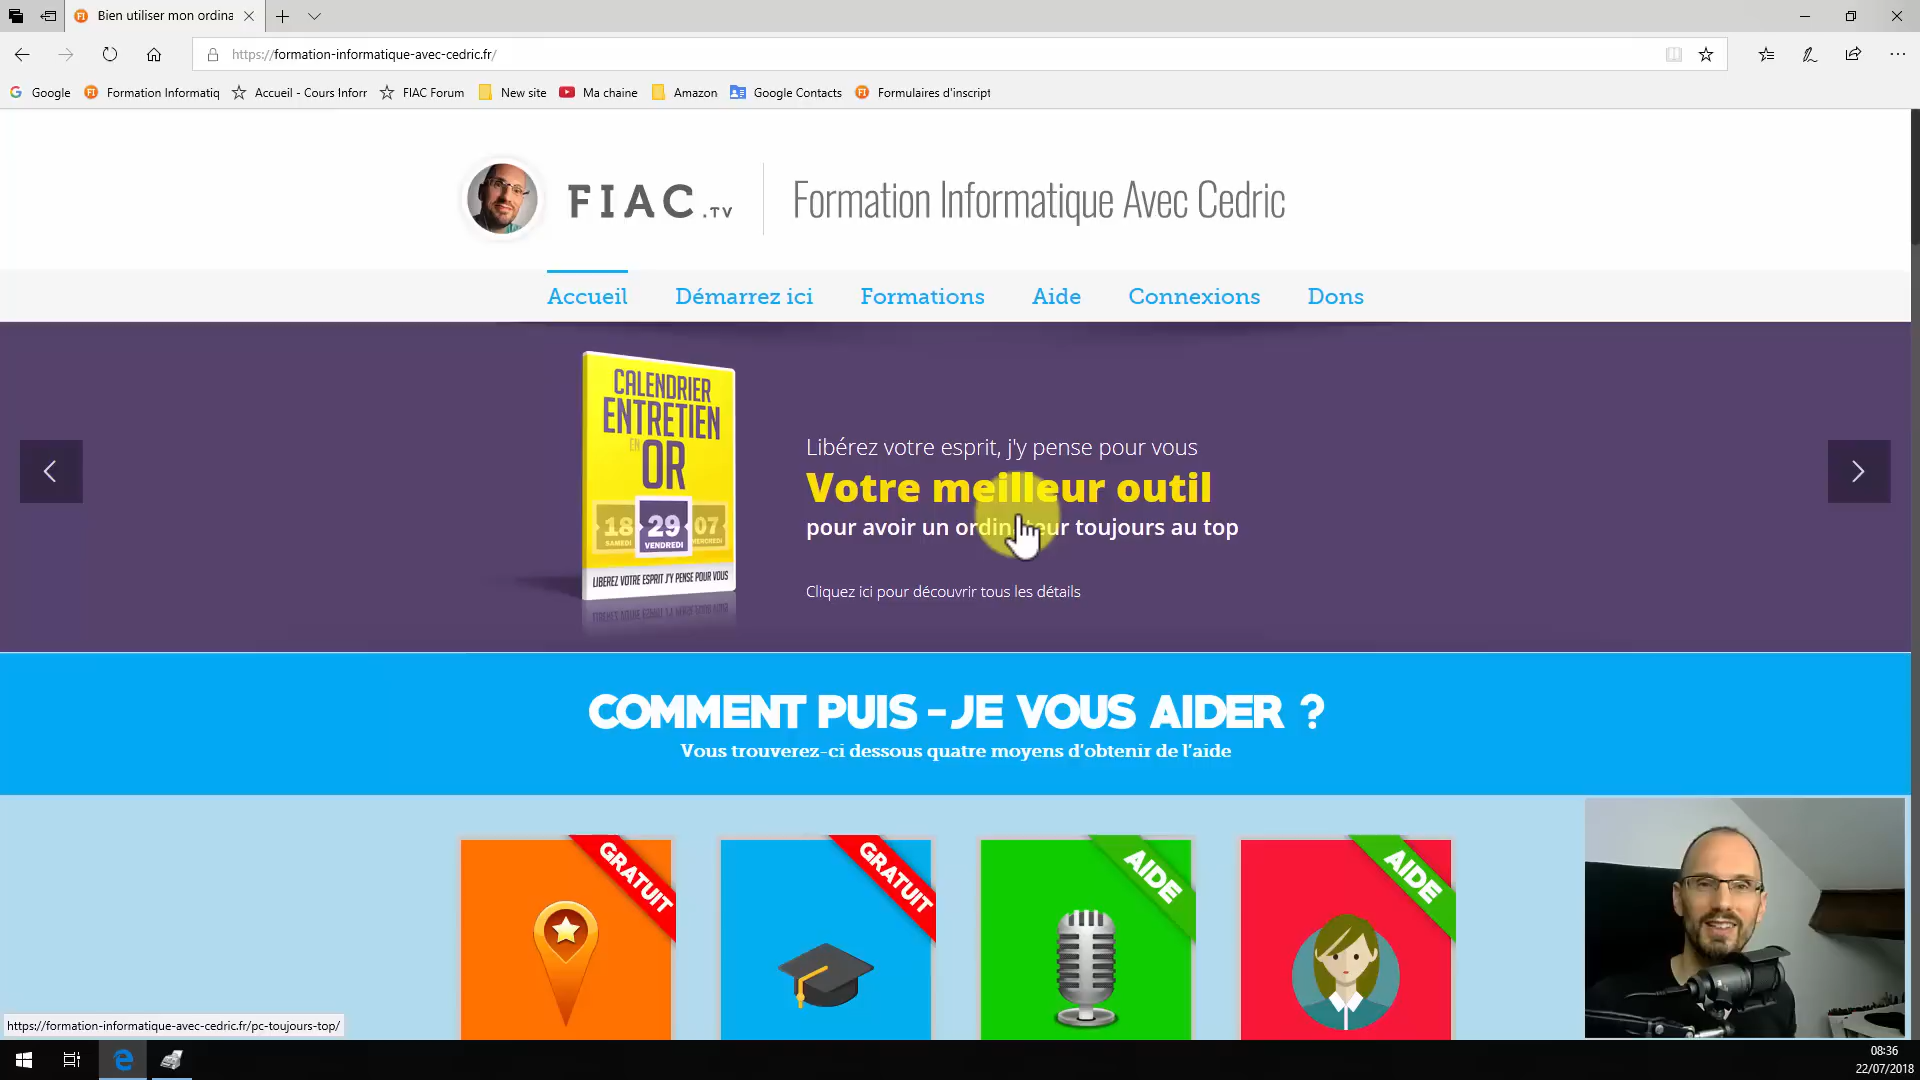 Bien utiliser mon ordina
https://formation-informatique-avec-cedric.fr/
Google
Formation Informatiq
Accueil - Cours Inforr
FIAC Forum
New site
Ma chaine
Amazon
Google Contacts
Formulaires d'inscript
FIAC.TV
Formation Informatique Avec Cedric
Accueil
Démarrez ici
Formations
Aide
Connexions
Dons
CALENDRIER
ENTRETIEN
EN
OR
18 29 07
SAMEDI VENDREDI MERCREDI
LIBEREZ VOTRE ESPRIT J'Y PENSE POUR VOUS
Libérez votre esprit, j'y pense pour vous
Votre meilleur outil
pour avoir un ordinateur toujours au top
Cliquez ici pour découvrir tous les détails
COMMENT PUIS-JE VOUS AIDER ?
Vous trouverez-ci dessous quatre moyens d'obtenir de l'aide
GRATUIT
GRATUIT
AIDE
AIDE
https://formation-informatique-avec-cedric.fr/pc-toujours-top/
08:36
22/07/2018